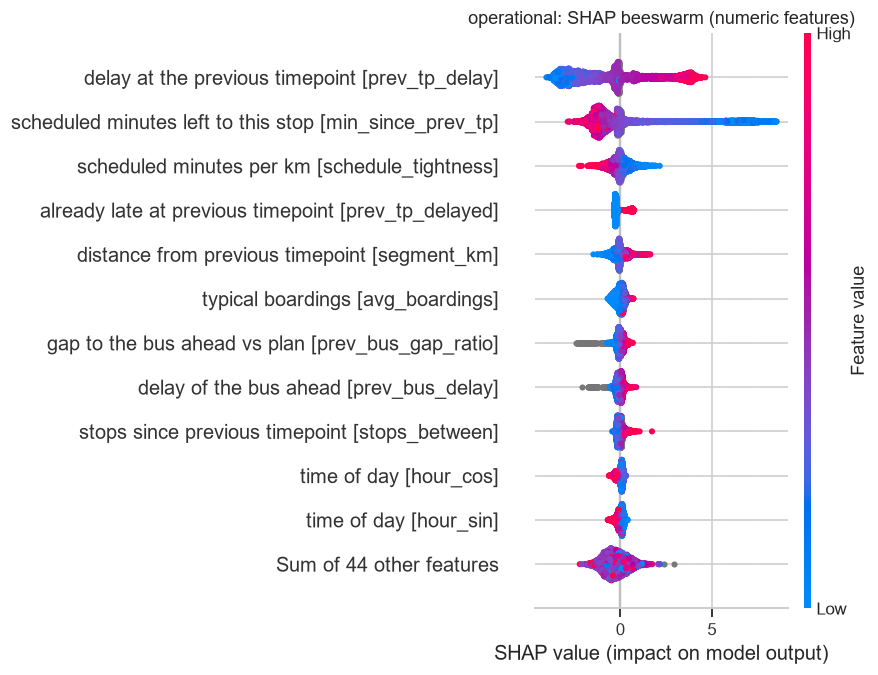 operational: SHAP beeswarm (numeric features)
High
delay at the previous timepoint [prev_tp_delay]
scheduled minutes left to this stop [min_since_prev_tp]
scheduled minutes per km [schedule_tightness]
already late at previous timepoint [prev_tp_delayed]
distance from previous timepoint [segment_km]
typical boardings [avg_boardings]
gap to the bus ahead vs plan [prev_bus_gap_ratio]
delay of the bus ahead [prev_bus_delay]
stops since previous timepoint [stops_between]
time of day [hour_cos]
time of day [hour_sin]
Sum of 44 other features
Feature value
Low
0 5
SHAP value (impact on model output)